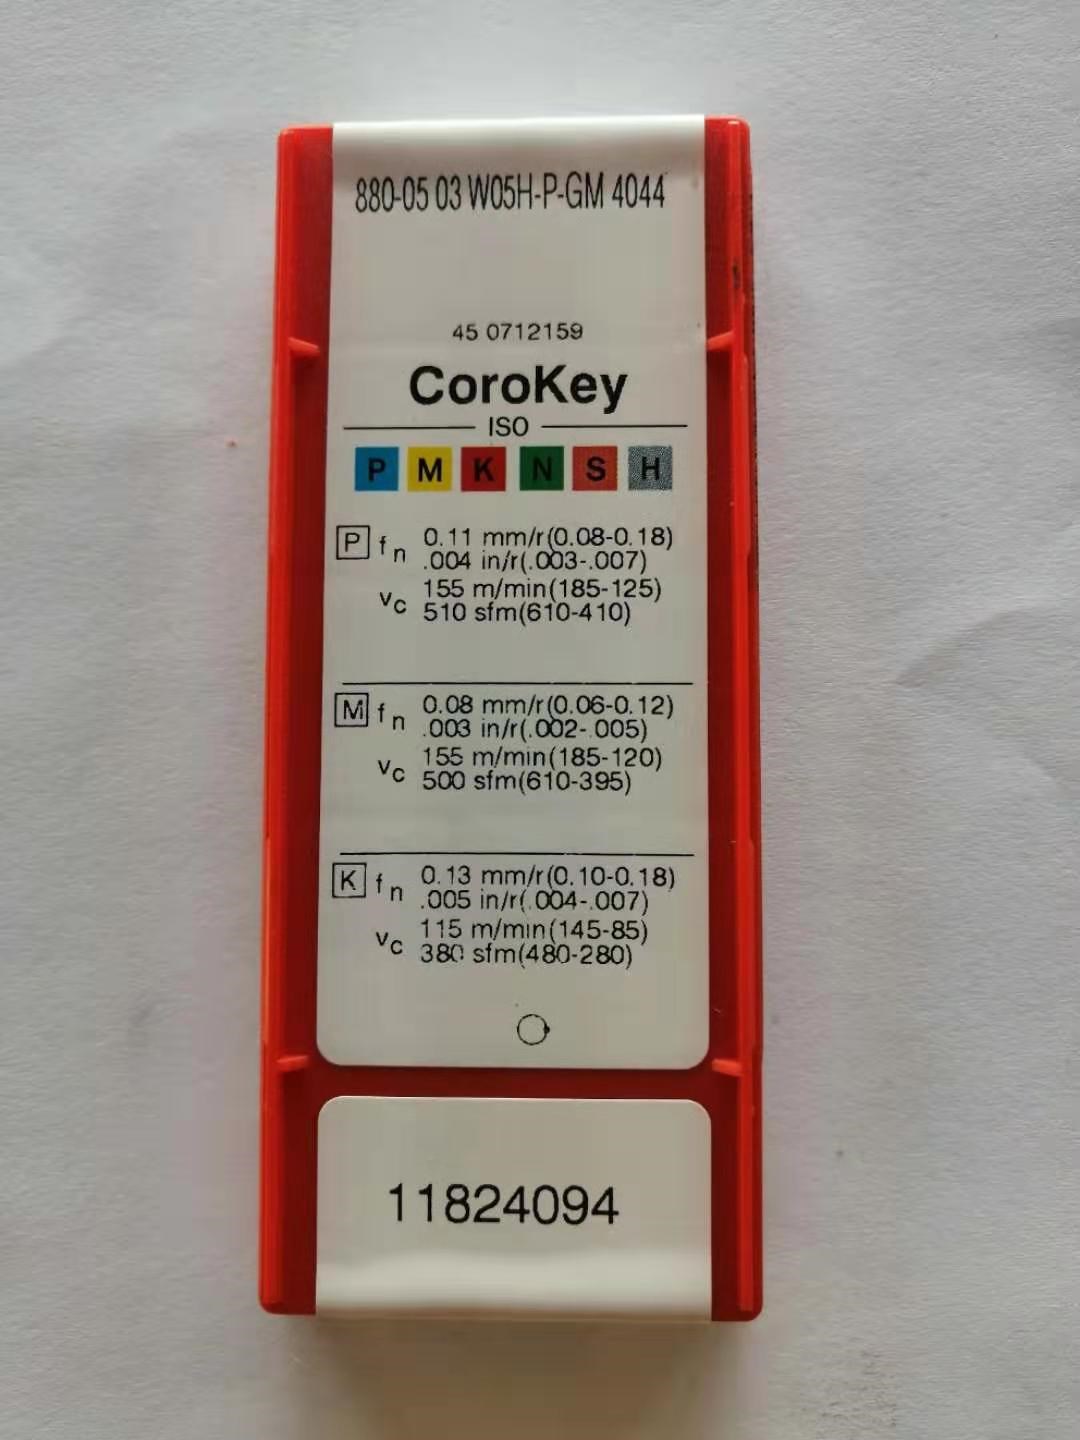 880-05 03 W05H-P-GM 4044
45 0712159
CoroKey
ISO
P M K N S H
P fn 0.11 mm/r(0.08-0.18)
.004 in/r(.003-.007)
vc 155 m/min(185-125)
510 sfm(610-410)
M fn 0.08 mm/r(0.06-0.12)
.003 in/r(.002-.005)
vc 155 m/min(185-120)
500 sfm(610-395)
K fn 0.13 mm/r(0.10-0.18)
.005 in/r(.004-.007)
vc 115 m/min(145-85)
380 sfm(480-280)
11824094